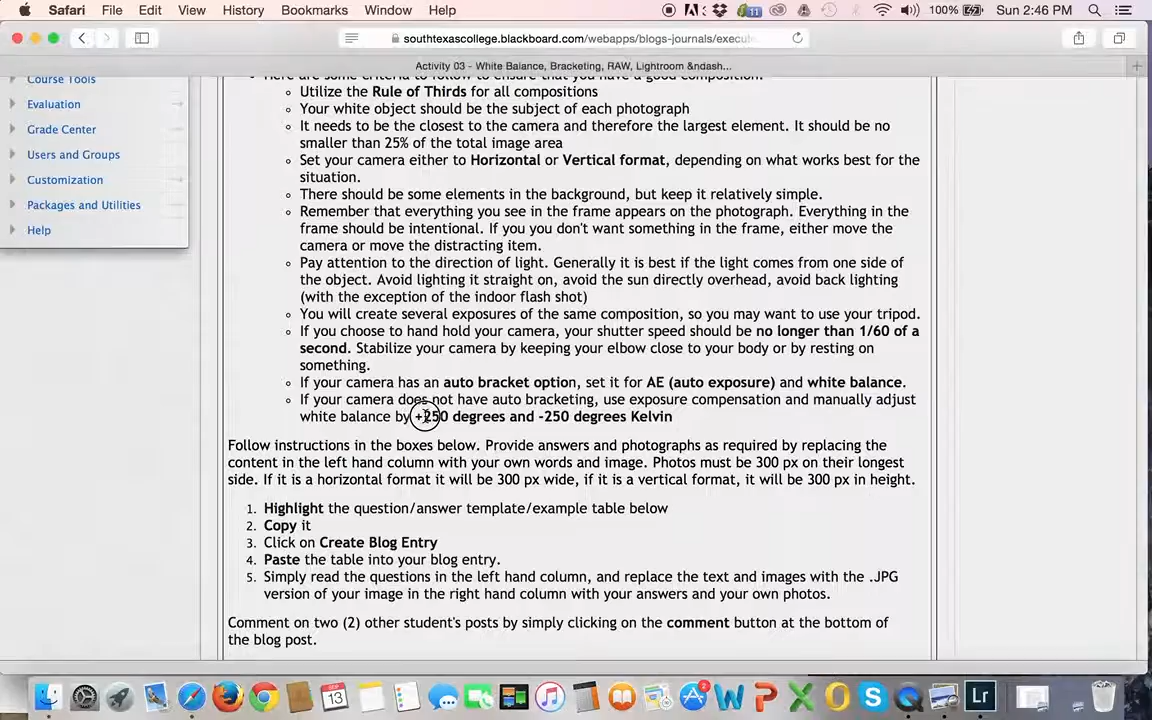 Safari File Edit View History Bookmarks Window Help 100% Sun 2:46 PM
southtexascollege.blackboard.com/webapps/blogs-journals/execute
Activity 03 - White Balance, Bracketing, RAW, Lightroom &ndash...
Course Tools
Evaluation
Grade Center
Users and Groups
Customization
Packages and Utilities
Help
Here are some criteria to follow to ensure that you have a good composition.
Utilize the Rule of Thirds for all compositions
Your white object should be the subject of each photograph
It needs to be the closest to the camera and therefore the largest element. It should be no
smaller than 25% of the total image area
Set your camera either to Horizontal or Vertical format, depending on what works best for the
situation.
There should be some elements in the background, but keep it relatively simple.
Remember that everything you see in the frame appears on the photograph. Everything in the
frame should be intentional. If you you don't want something in the frame, either move the
camera or move the distracting item.
Pay attention to the direction of light. Generally it is best if the light comes from one side of
the object. Avoid lighting it straight on, avoid the sun directly overhead, avoid back lighting
(with the exception of the indoor flash shot)
You will create several exposures of the same composition, so you may want to use your tripod.
If you choose to hand hold your camera, your shutter speed should be no longer than 1/60 of a
second. Stabilize your camera by keeping your elbow close to your body or by resting on
something.
If your camera has an auto bracket option, set it for AE (auto exposure) and white balance.
If your camera does not have auto bracketing, use exposure compensation and manually adjust
white balance by +250 degrees and -250 degrees Kelvin
Follow instructions in the boxes below. Provide answers and photographs as required by replacing the
content in the left hand column with your own words and image. Photos must be 300 px on their longest
side. If it is a horizontal format it will be 300 px wide, if it is a vertical format, it will be 300 px in height.
1. Highlight the question/answer template/example table below
2. Copy it
3. Click on Create Blog Entry
4. Paste the table into your blog entry.
5. Simply read the questions in the left hand column, and replace the text and images with the .JPG
version of your image in the right hand column with your answers and your own photos.
Comment on two (2) other student's posts by simply clicking on the comment button at the bottom of
the blog post.
13
2
Lr